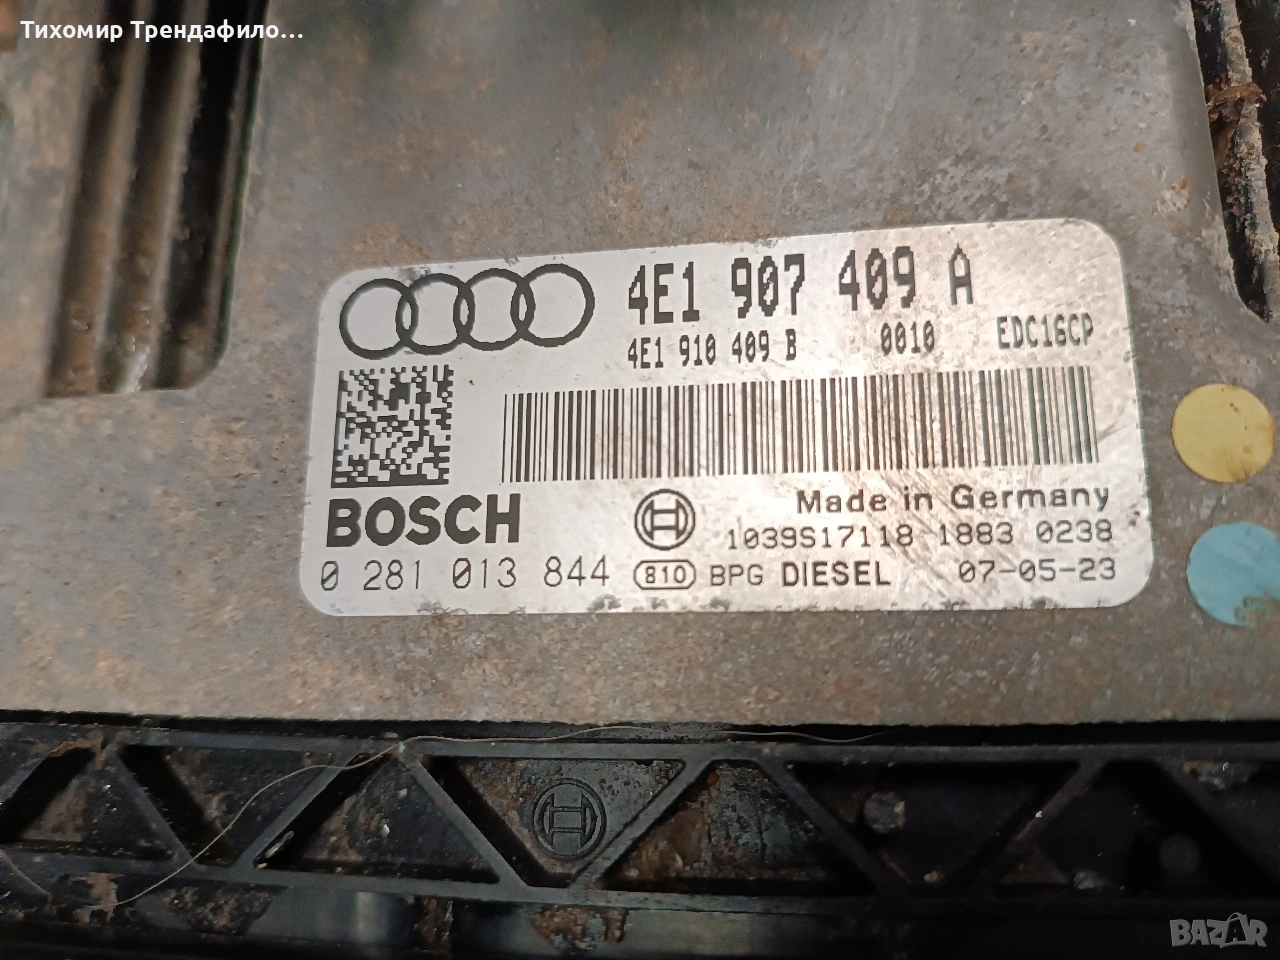 Тихомир Трендафило...
4E1 907 409 A
4E1 910 409 B 0010 EDC16CP
BOSCH
Made in Germany
1039S17118 1883 0238
0 281 013 844 810 BPG DIESEL 07-05-23
BAZAR